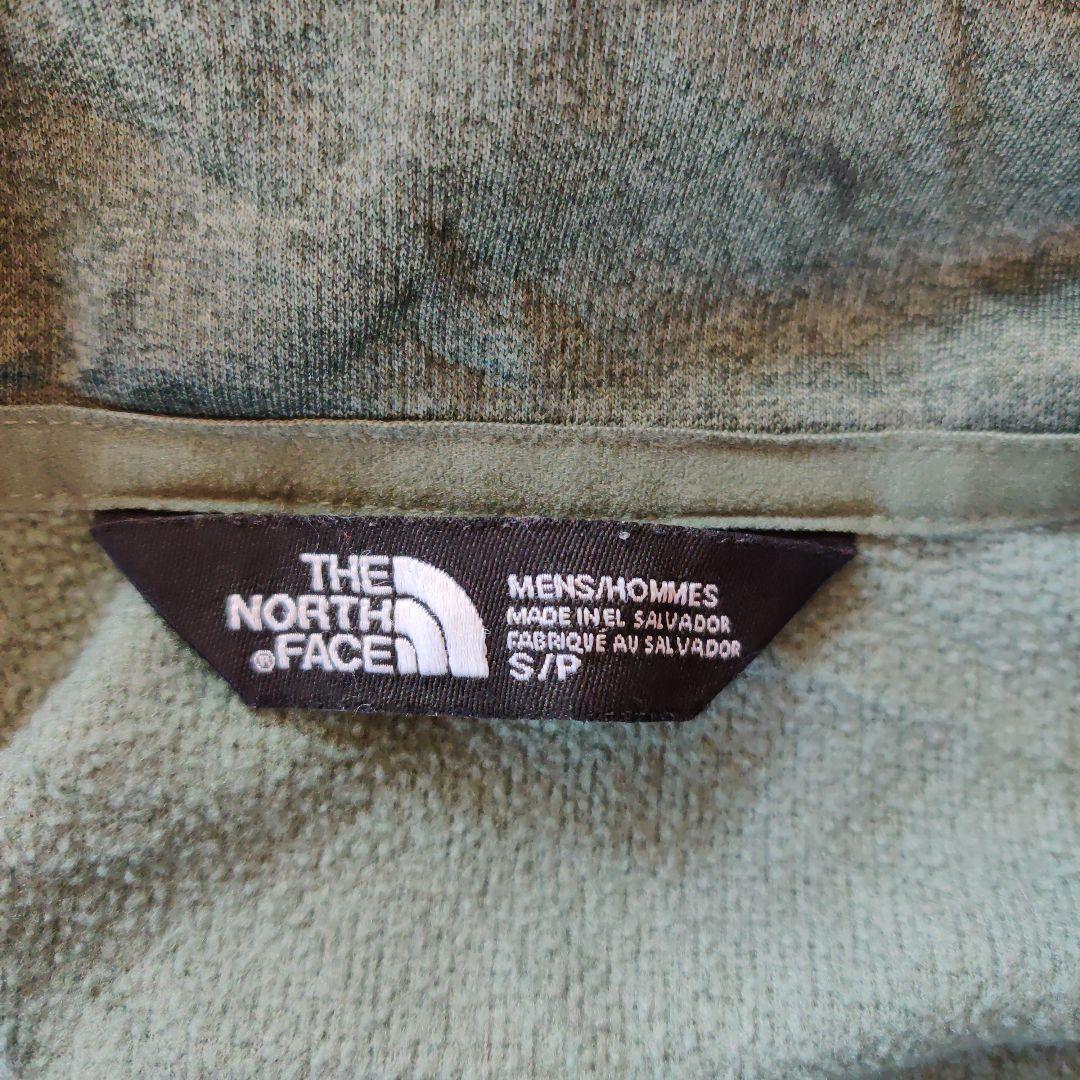 THE
NORTH
FACE
®
MENS/HOMMES
MADE IN EL SALVADOR
FABRIQUÉ AU SALVADOR
S/P